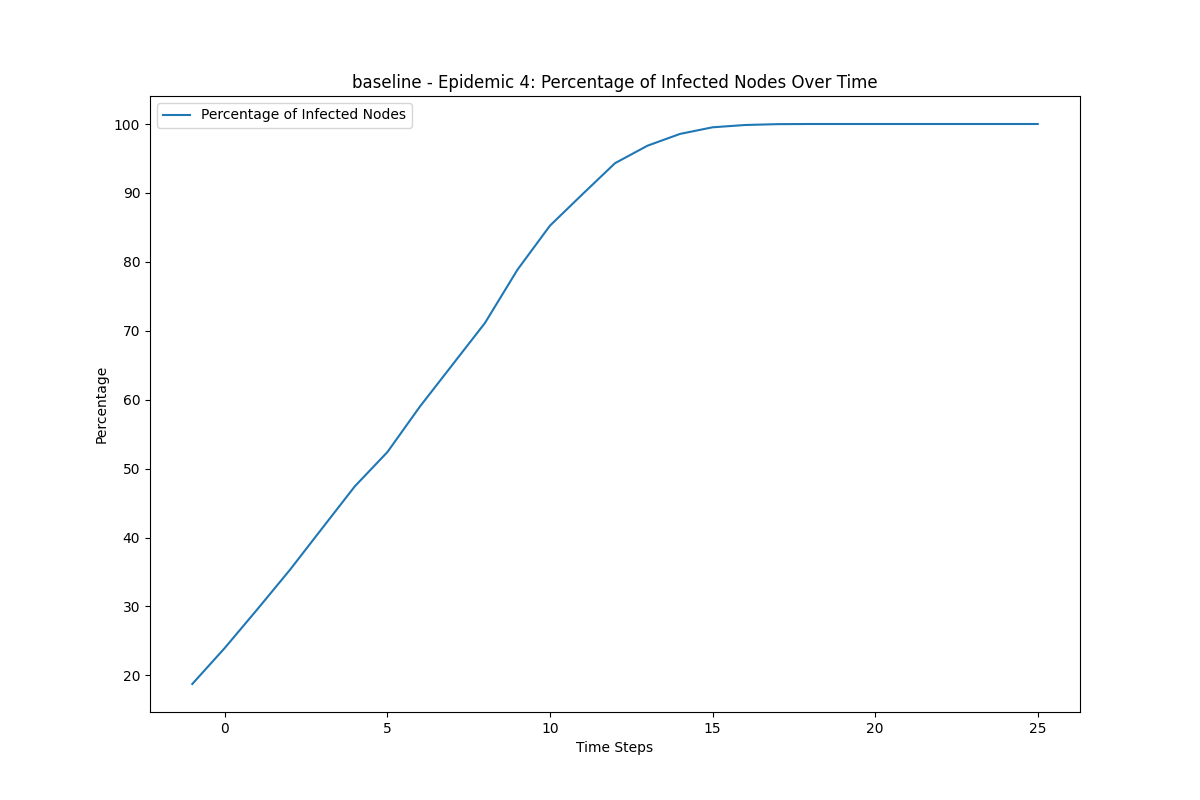 baseline - Epidemic 4: Percentage of Infected Nodes Over Time
Percentage of Infected Nodes
100
90
80
70
60
50
40
30
20
Percentage
0 5 10 15 20 25
Time Steps